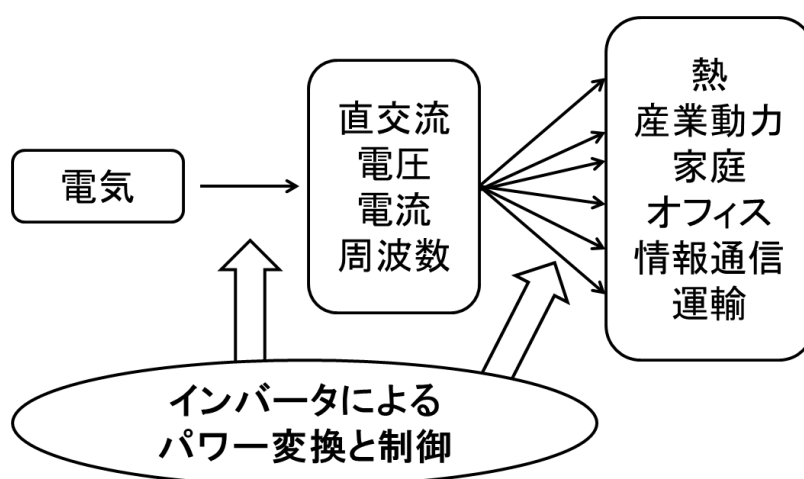 電気
直交流
電圧
電流
周波数
熱
産業動力
家庭
オフィス
情報通信
運輸
インバータによる
パワー変換と制御